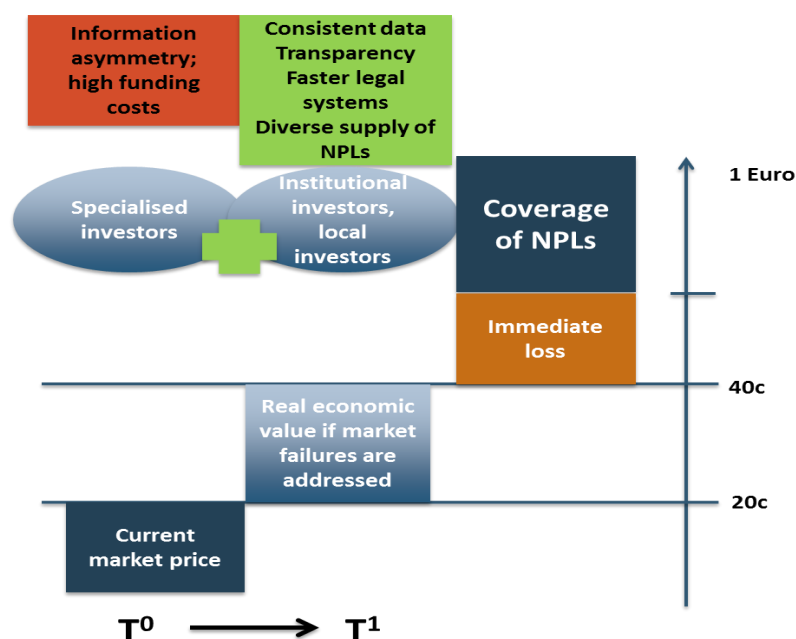 Information
asymmetry;
high funding
costs
Consistent data
Transparency
Faster legal
systems
Diverse supply of
NPLs
Specialised
investors
Institutional
investors,
local
investors
Coverage
of NPLs
1 Euro
Immediate
loss
40c
Real economic
value if market
failures are
addressed
20c
Current
market price
T⁰
T¹